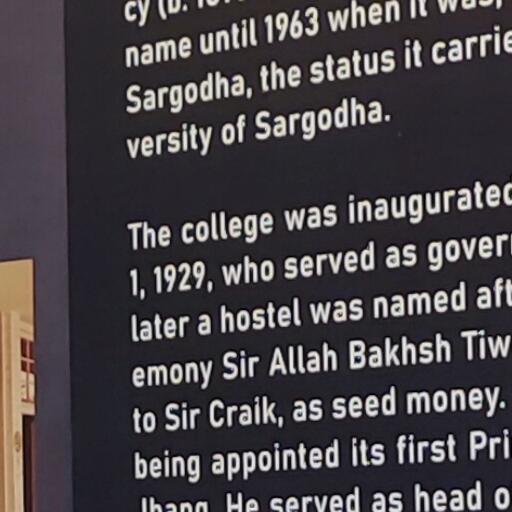 cy (b.
name until 1963 when it was,
Sargodha, the status it carrie
versity of Sargodha.
The college was inaugurated
1, 1929, who served as gover
later a hostel was named aft
emony Sir Allah Bakhsh Tiw
to Sir Craik, as seed money.
being appointed its first Pri
Jhang. He served as head o